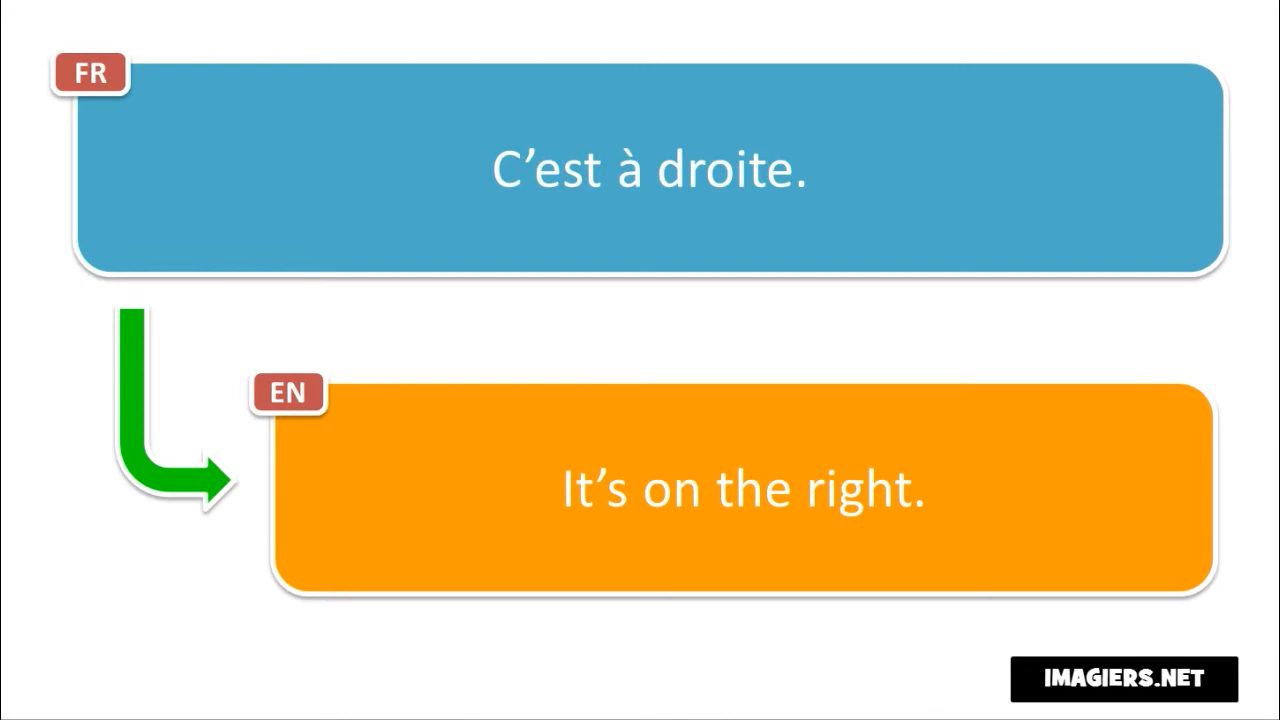 FR
C’est à droite.
EN
It’s on the right.
IMAGIERS.NET